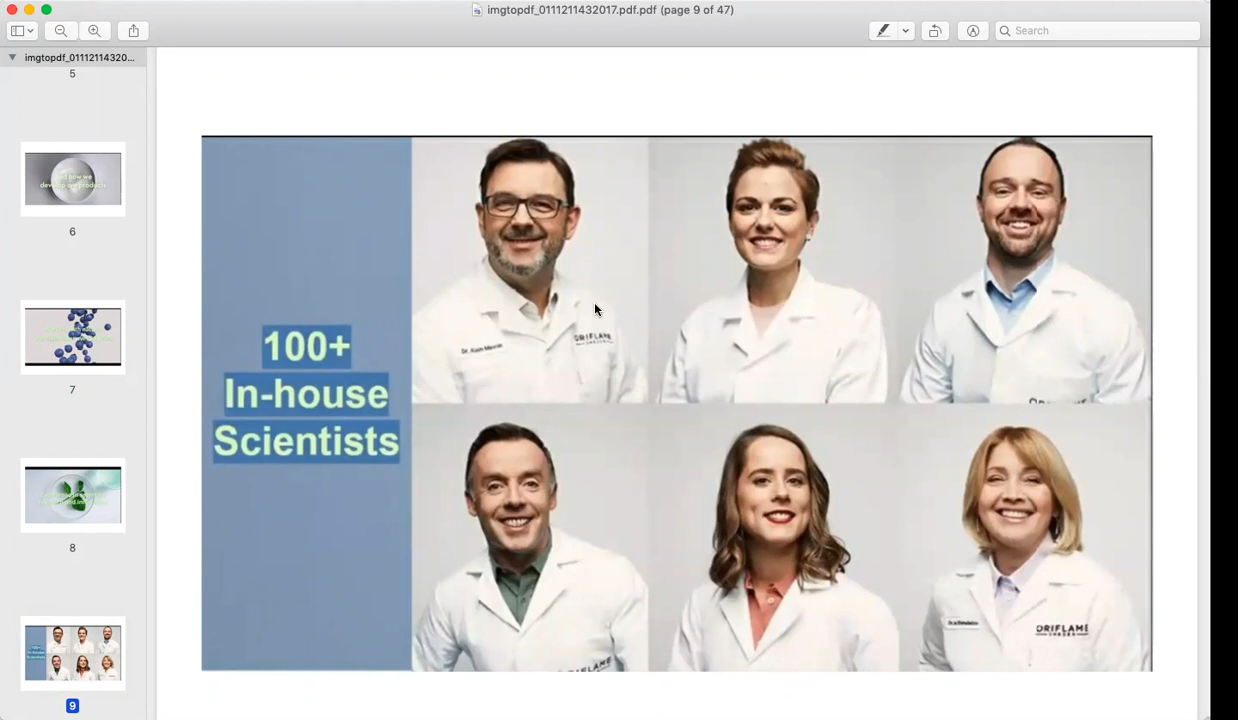 imgtopdf_0111211432017.pdf.pdf (page 9 of 47)
Search
imgtopdf_01112114320...
5
6
7
8
9
100+
In-house
Scientists
ORIFLAME
ORIFLAME
SWEDEN